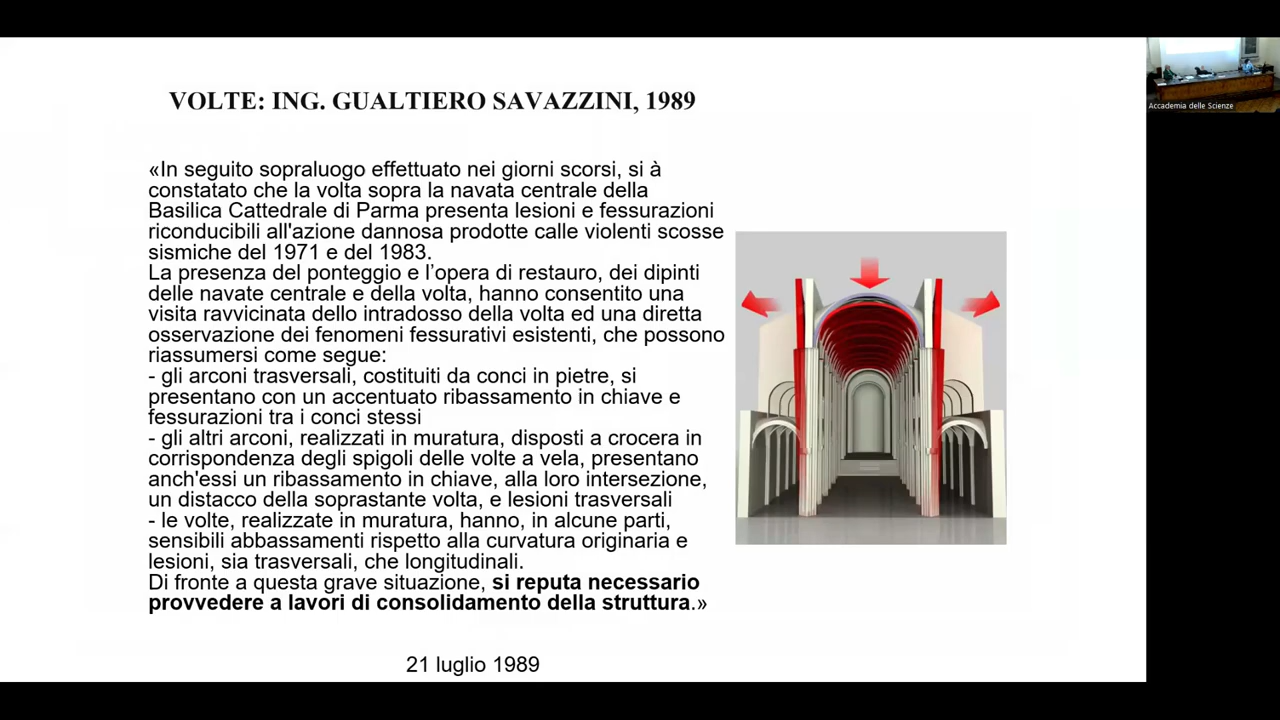 VOLTE: ING. GUALTIERO SAVAZZINI, 1989
«In seguito sopraluogo effettuato nei giorni scorsi, si à
constatato che la volta sopra la navata centrale della
Basilica Cattedrale di Parma presenta lesioni e fessurazioni
riconducibili all'azione dannosa prodotte calle violenti scosse
sismiche del 1971 e del 1983.
La presenza del ponteggio e l’opera di restauro, dei dipinti
delle navate centrale e della volta, hanno consentito una
visita ravvicinata dello intradosso della volta ed una diretta
osservazione dei fenomeni fessurativi esistenti, che possono
riassumersi come segue:
- gli arconi trasversali, costituiti da conci in pietre, si
presentano con un accentuato ribassamento in chiave e
fessurazioni tra i conci stessi
- gli altri arconi, realizzati in muratura, disposti a crocera in
corrispondenza degli spigoli delle volte a vela, presentano
anch'essi un ribassamento in chiave, alla loro intersezione,
un distacco della soprastante volta, e lesioni trasversali
- le volte, realizzate in muratura, hanno, in alcune parti,
sensibili abbassamenti rispetto alla curvatura originaria e
lesioni, sia trasversali, che longitudinali.
Di fronte a questa grave situazione, si reputa necessario
provvedere a lavori di consolidamento della struttura.»
21 luglio 1989
Accademia delle Scienze